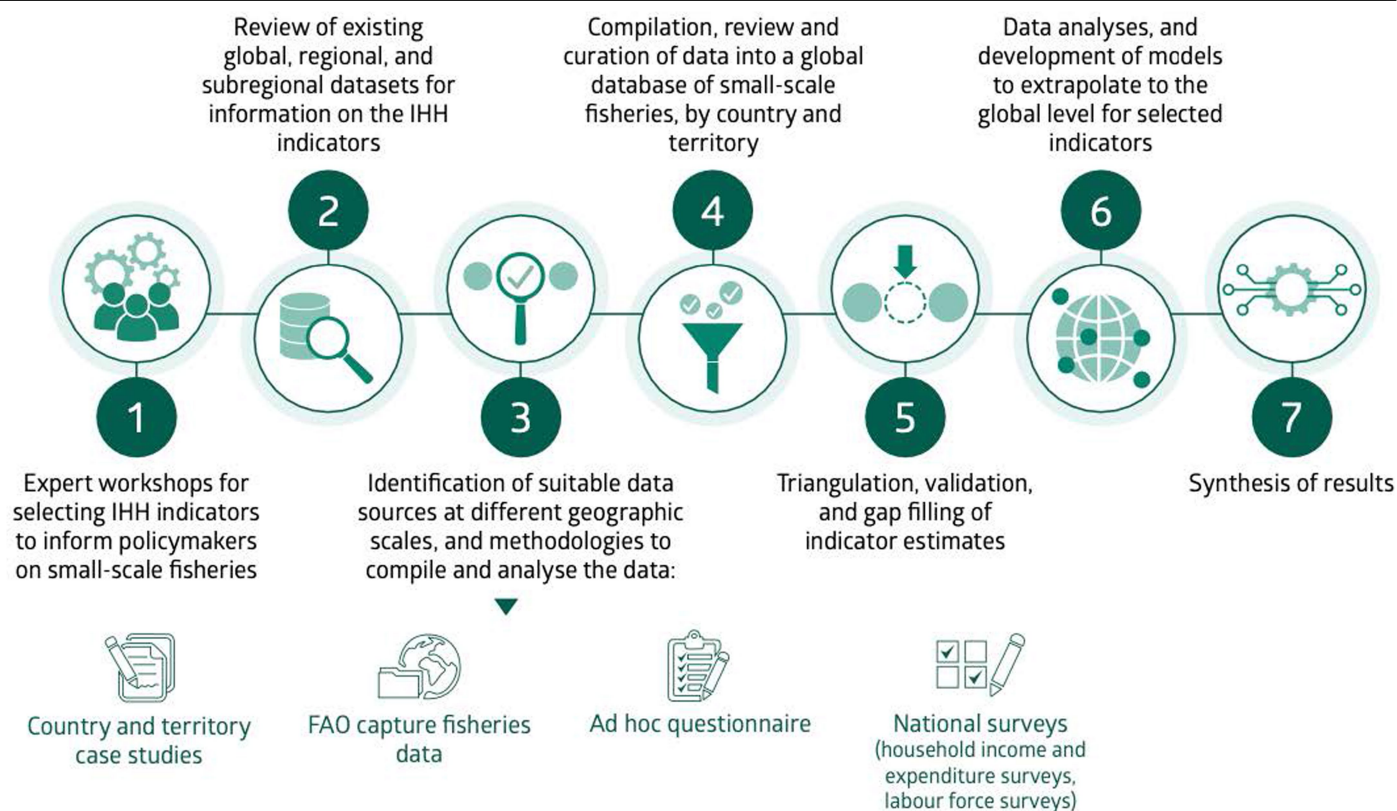 1
Expert workshops for
selecting IHH indicators
to inform policymakers
on small-scale fisheries
Review of existing
global, regional, and
subregional datasets for
information on the IHH
indicators
2
3
Identification of suitable data
sources at different geographic
scales, and methodologies to
compile and analyse the data:
Compilation, review and
curation of data into a global
database of small-scale
fisheries, by country and
territory
4
5
Triangulation, validation,
and gap filling of
indicator estimates
Data analyses, and
development of models
to extrapolate to the
global level for selected
indicators
6
7
Synthesis of results
Country and territory
case studies
FAO capture fisheries
data
Ad hoc questionnaire
National surveys
(household income and
expenditure surveys,
labour force surveys)